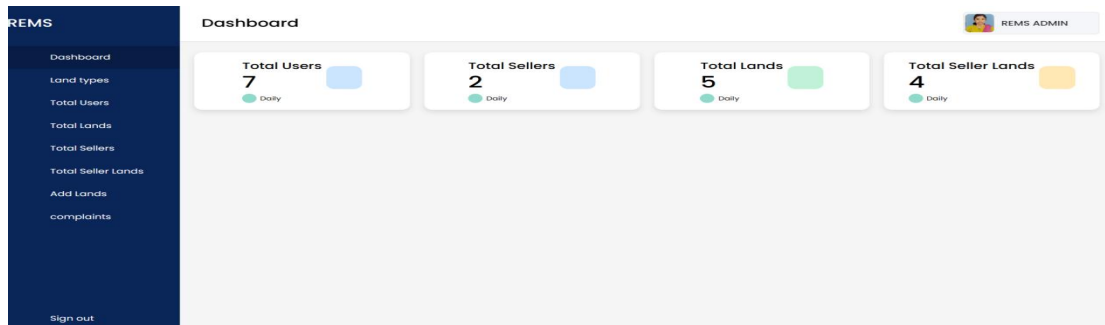 REMS
Dashboard
REMS ADMIN
Dashboard
Land types
Total Users
Total Lands
Total Sellers
Total Seller Lands
Add Lands
complaints
Sign out
Total Users
7
Daily
Total Sellers
2
Daily
Total Lands
5
Daily
Total Seller Lands
4
Daily